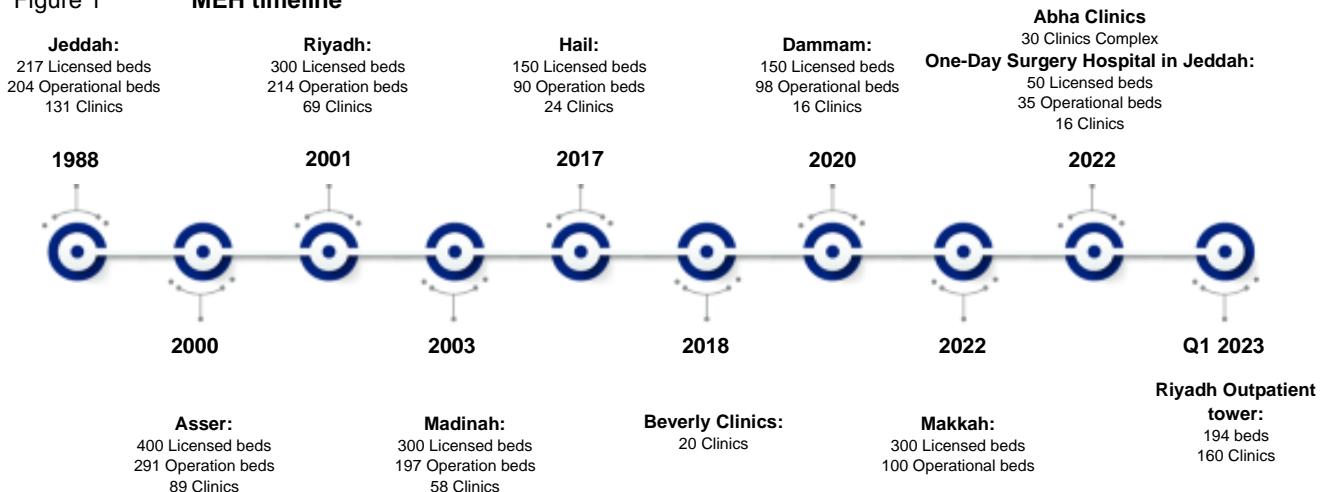 Figure 1 MEH timeline
Jeddah:
217 Licensed beds
204 Operational beds
131 Clinics
Riyadh:
300 Licensed beds
214 Operation beds
69 Clinics
Hail:
150 Licensed beds
90 Operation beds
24 Clinics
Dammam:
150 Licensed beds
98 Operational beds
16 Clinics
Abha Clinics
30 Clinics Complex
One-Day Surgery Hospital in Jeddah:
50 Licensed beds
35 Operational beds
16 Clinics
1988
2001
2017
2020
2022
2000
2003
2018
2022
Q1 2023
Asser:
400 Licensed beds
291 Operation beds
89 Clinics
Madinah:
300 Licensed beds
197 Operation beds
58 Clinics
Beverly Clinics:
20 Clinics
Makkah:
300 Licensed beds
100 Operational beds
Riyadh Outpatient
tower:
194 beds
160 Clinics